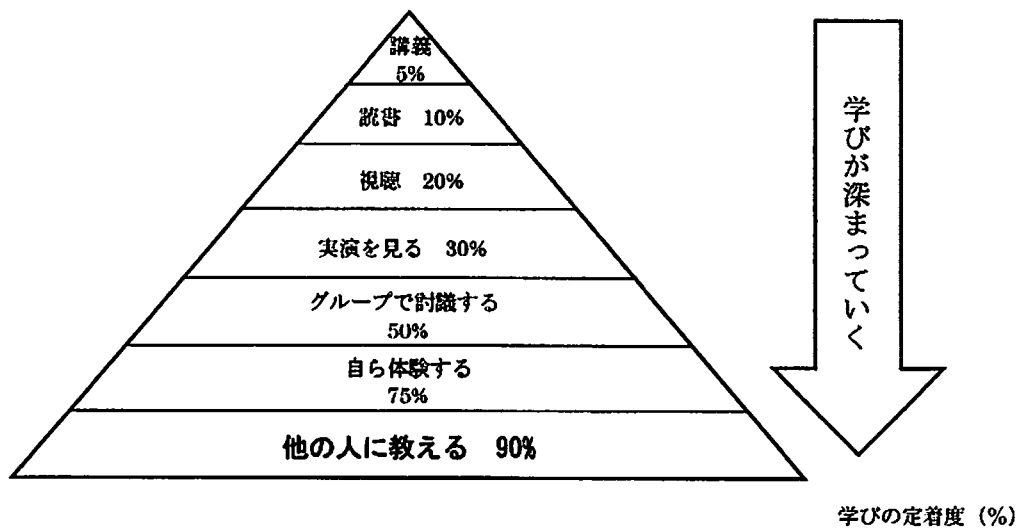 講義
5%
読書　10%
視聴　20%
実演を見る　30%
グループで討議する
50%
自ら体験する
75%
他の人に教える　90%
学びが深まっていく
学びの定着度（%）